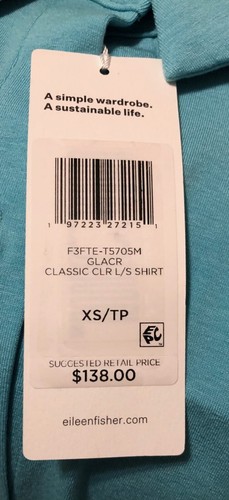 A simple wardrobe.
A sustainable life.
1 97223 27215 1
F3FTE-T5705M
GLACR
CLASSIC CLR L/S SHIRT
XS/TP
EPC
SUGGESTED RETAIL PRICE
$138.00
eileenfisher.com